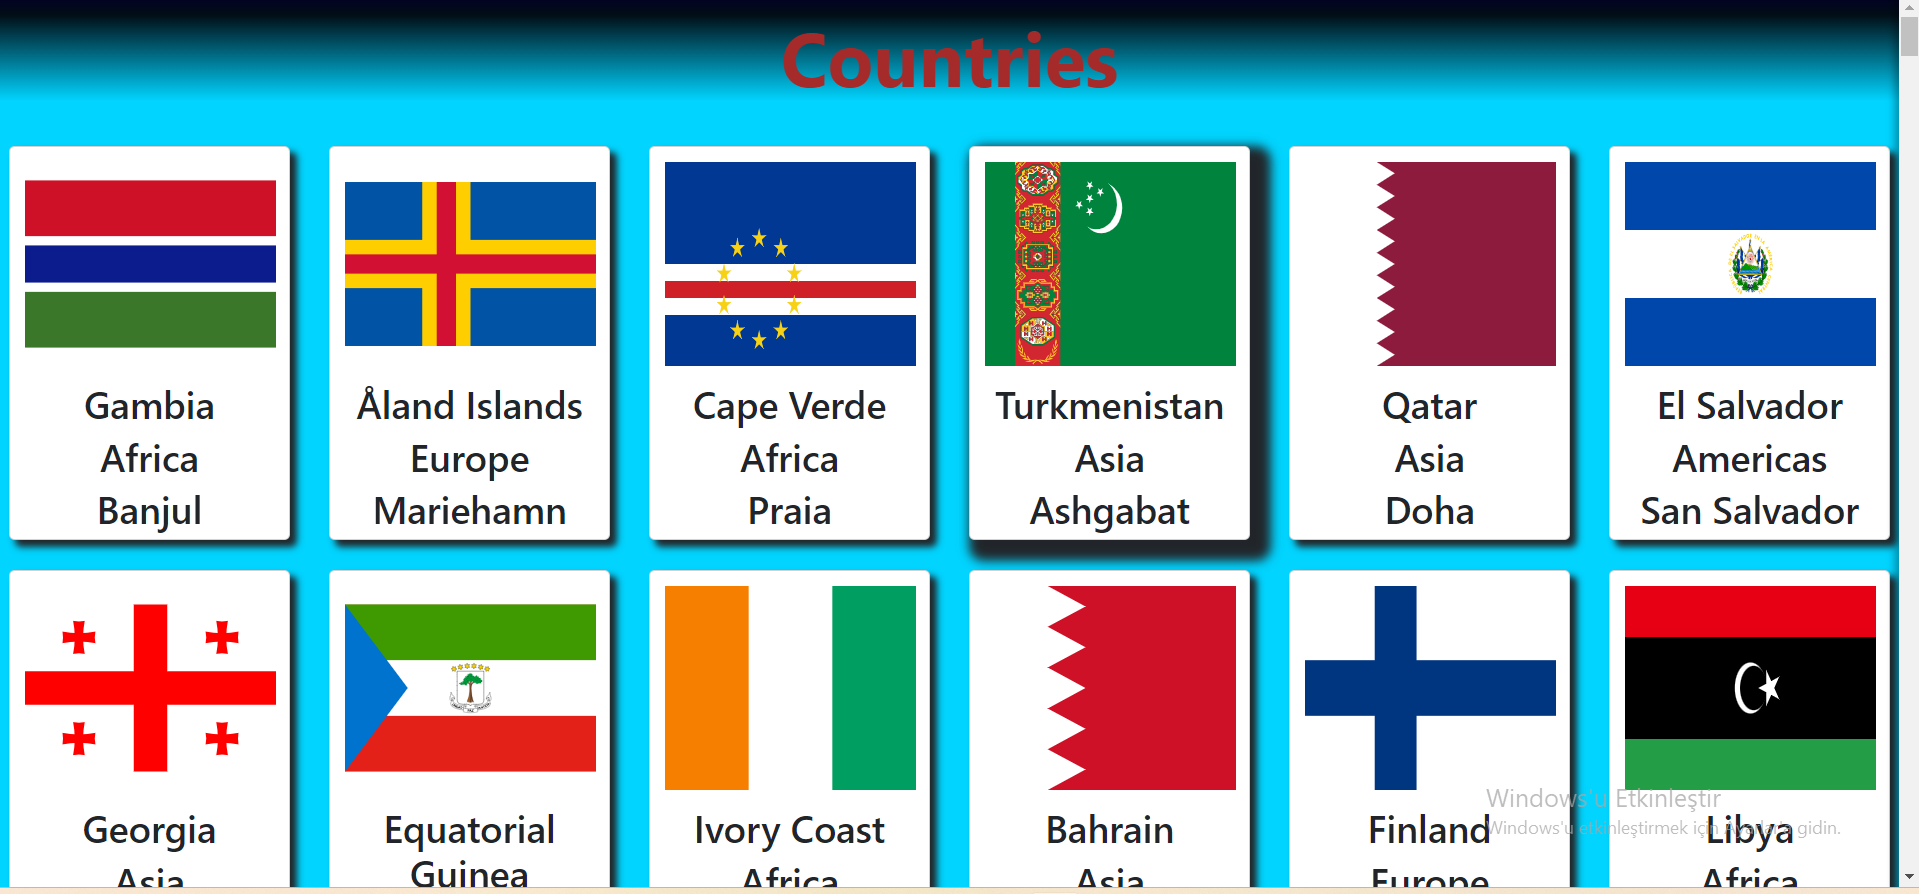 Countries
Gambia
Africa
Banjul
Åland Islands
Europe
Mariehamn
Cape Verde
Africa
Praia
Turkmenistan
Asia
Ashgabat
Qatar
Asia
Doha
El Salvador
Americas
San Salvador
Georgia
Asia
Equatorial
Guinea
Ivory Coast
Africa
Bahrain
Asia
Finland
Europe
Libya
Africa
Windows'u Etkinleştir
Windows'u etkinleştirmek için Ayarlar'a gidin.